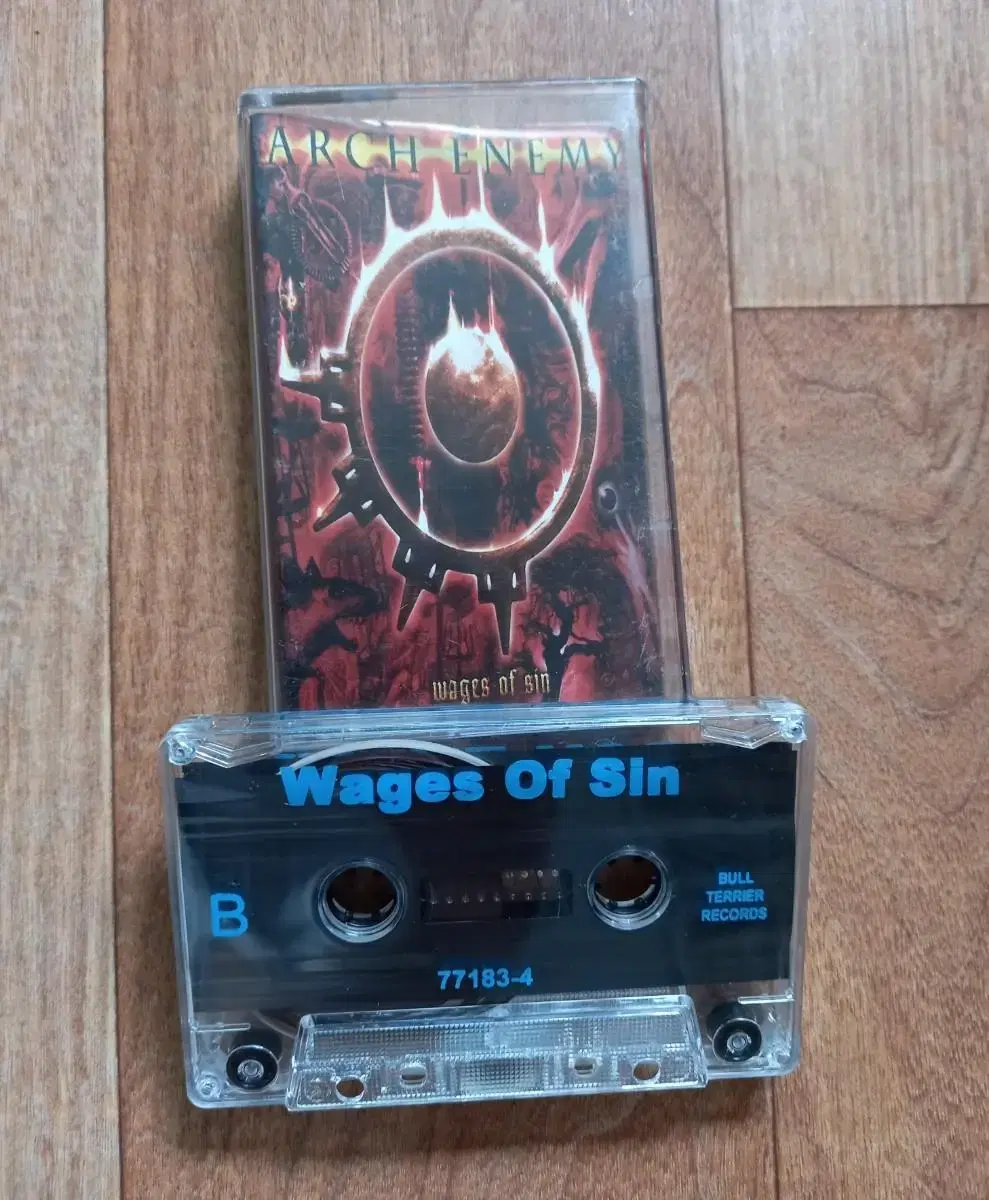 ARCH ENEMY
wages of sin
Wages Of Sin
B
BULL
TERRIER
RECORDS
77183-4